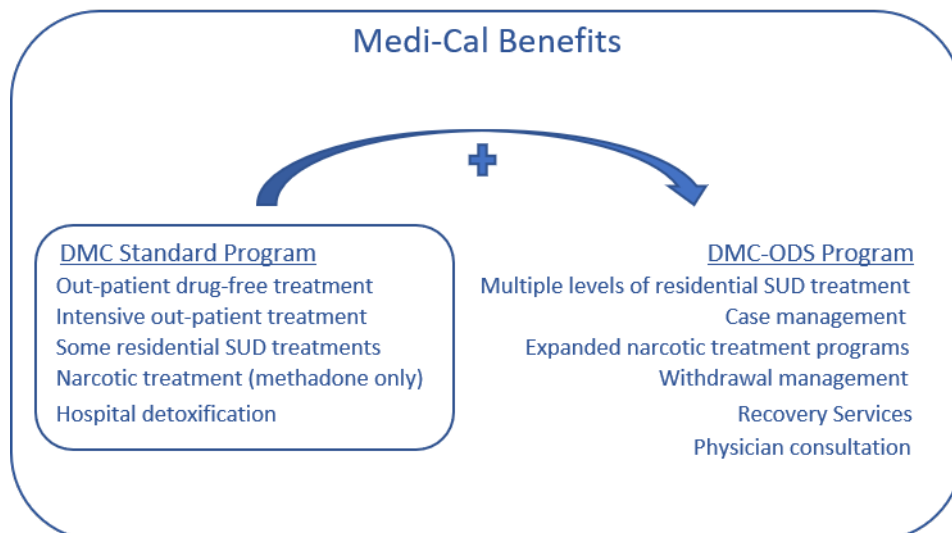 Medi-Cal Benefits
DMC Standard Program
Out-patient drug-free treatment
Intensive out-patient treatment
Some residential SUD treatments
Narcotic treatment (methadone only)
Hospital detoxification
DMC-ODS Program
Multiple levels of residential SUD treatment
Case management
Expanded narcotic treatment programs
Withdrawal management
Recovery Services
Physician consultation